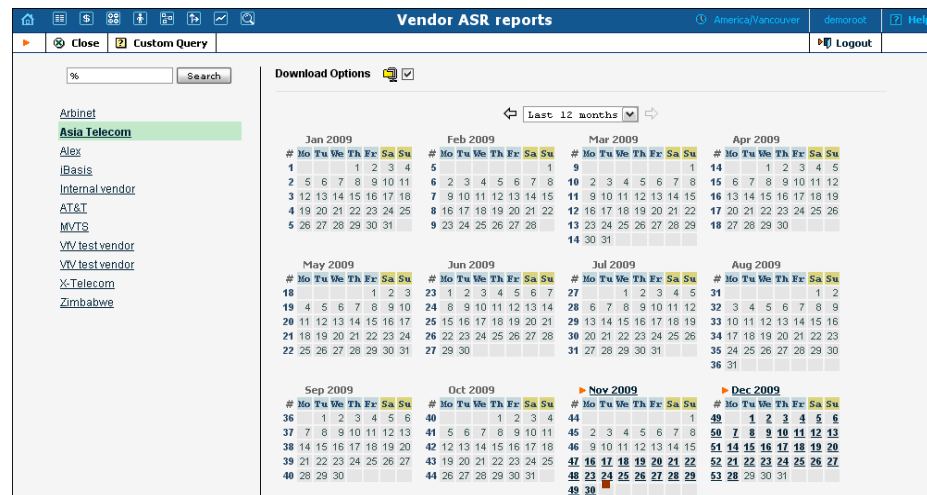 Vendor ASR reports
America/Vancouver
demoroot
Help
Close
Custom Query
Logout
%
Search
Arbinet
Asia Telecom
Alex
iBasis
Internal vendor
AT&T
MVTS
VfV test vendor
VfV test vendor
X-Telecom
Zimbabwe
Download Options
Last 12 months
Jan 2009
# Mo Tu We Th Fr Sa Su
1 1 2 3 4
2 5 6 7 8 9 10 11
3 12 13 14 15 16 17 18
4 19 20 21 22 23 24 25
5 26 27 28 29 30 31
Feb 2009
# Mo Tu We Th Fr Sa Su
5 1
6 2 3 4 5 6 7 8
7 9 10 11 12 13 14 15
8 16 17 18 19 20 21 22
9 23 24 25 26 27 28
Mar 2009
# Mo Tu We Th Fr Sa Su
9 1
10 2 3 4 5 6 7 8
11 9 10 11 12 13 14 15
12 16 17 18 19 20 21 22
13 23 24 25 26 27 28 29
14 30 31
Apr 2009
# Mo Tu We Th Fr Sa Su
14 1 2 3 4 5
15 6 7 8 9 10 11 12
16 13 14 15 16 17 18 19
17 20 21 22 23 24 25 26
18 27 28 29 30
May 2009
# Mo Tu We Th Fr Sa Su
18 1 2 3
19 4 5 6 7 8 9 10
20 11 12 13 14 15 16 17
21 18 19 20 21 22 23 24
22 25 26 27 28 29 30 31
Jun 2009
# Mo Tu We Th Fr Sa Su
23 1 2 3 4 5 6 7
24 8 9 10 11 12 13 14
25 15 16 17 18 19 20 21
26 22 23 24 25 26 27 28
27 29 30
Jul 2009
# Mo Tu We Th Fr Sa Su
27 1 2 3 4 5
28 6 7 8 9 10 11 12
29 13 14 15 16 17 18 19
30 20 21 22 23 24 25 26
31 27 28 29 30 31
Aug 2009
# Mo Tu We Th Fr Sa Su
31 1 2
32 3 4 5 6 7 8 9
33 10 11 12 13 14 15 16
34 17 18 19 20 21 22 23
35 24 25 26 27 28 29 30
36 31
Sep 2009
# Mo Tu We Th Fr Sa Su
36 1 2 3 4 5 6
37 7 8 9 10 11 12 13
38 14 15 16 17 18 19 20
39 21 22 23 24 25 26 27
40 28 29 30
Oct 2009
# Mo Tu We Th Fr Sa Su
40 1 2 3 4
41 5 6 7 8 9 10 11
42 12 13 14 15 16 17 18
43 19 20 21 22 23 24 25
44 26 27 28 29 30 31
Nov 2009
# Mo Tu We Th Fr Sa Su
44 1
45 2 3 4 5 6 7 8
46 9 10 11 12 13 14 15
47 16 17 18 19 20 21 22
48 23 24 25 26 27 28 29
49 30
Dec 2009
# Mo Tu We Th Fr Sa Su
49 1 2 3 4 5 6
50 7 8 9 10 11 12 13
51 14 15 16 17 18 19 20
52 21 22 23 24 25 26 27
53 28 29 30 31